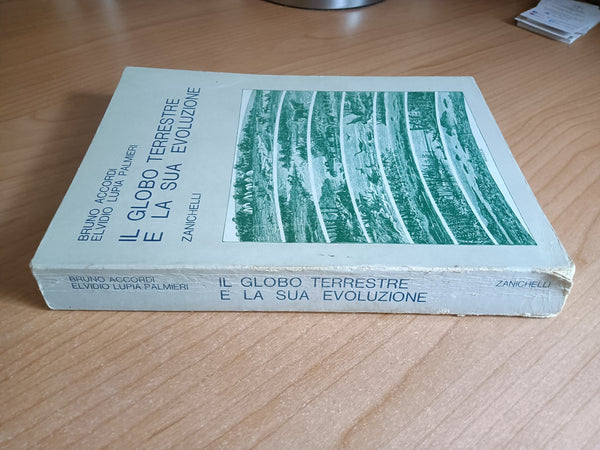 BRUNO ACCORDI
ELVIDIO LUPIA PALMIERI
IL GLOBO TERRESTRE
E LA SUA EVOLUZIONE
ZANICHELLI
BRUNO ACCORDI
ELVIDIO LUPIA PALMIERI
IL GLOBO TERRESTRE
E LA SUA EVOLUZIONE
ZANICHELLI